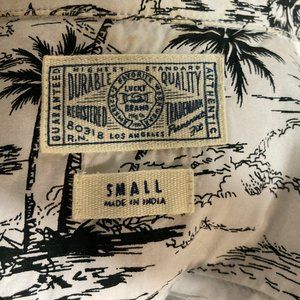 HIGHEST STANDARD
DURABLE QUALITY
GUARANTEED
AUTHENTIC
LUCKY
BRAND
REGISTERED TRADEMARK
80318
R.N.
LOS ANGELES
SMALL
MADE IN INDIA